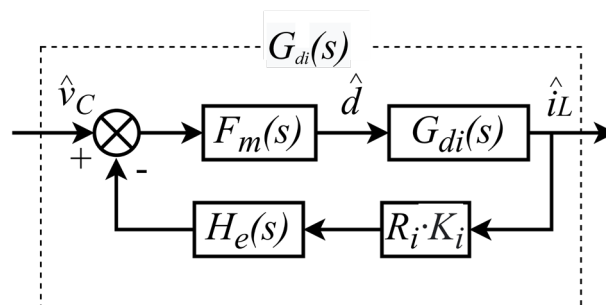 G_di(s)
v̂_C
+
-
F_m(s)
d̂
G_di(s)
î_L
H_e(s)
R_i·K_i